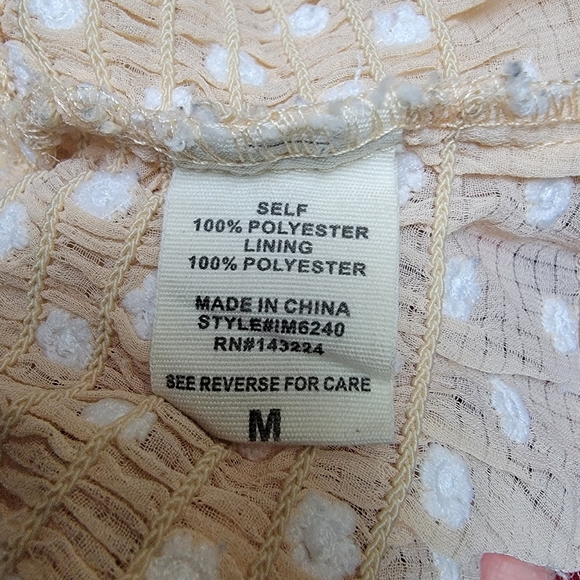 SELF
100% POLYESTER
LINING
100% POLYESTER
MADE IN CHINA
STYLE#IM6240
RN#143224
SEE REVERSE FOR CARE
M